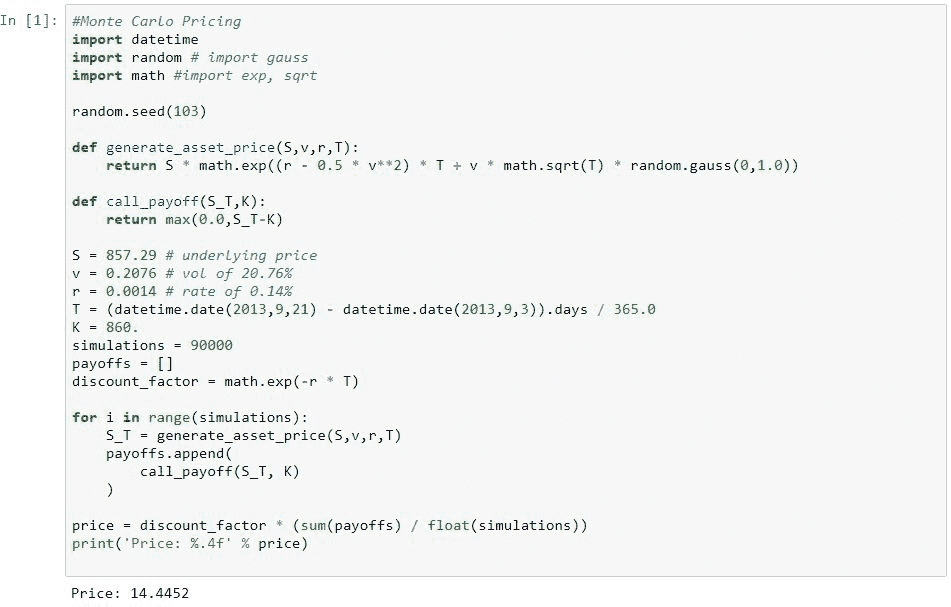 In [1]:
#Monte Carlo Pricing
import datetime
import random # import gauss
import math #import exp, sqrt

random.seed(103)

def generate_asset_price(S,v,r,T):
    return S * math.exp((r - 0.5 * v**2) * T + v * math.sqrt(T) * random.gauss(0,1.0))

def call_payoff(S_T,K):
    return max(0.0,S_T-K)

S = 857.29 # underlying price
v = 0.2076 # vol of 20.76%
r = 0.0014 # rate of 0.14%
T = (datetime.date(2013,9,21) - datetime.date(2013,9,3)).days / 365.0
K = 860.
simulations = 90000
payoffs = []
discount_factor = math.exp(-r * T)

for i in range(simulations):
    S_T = generate_asset_price(S,v,r,T)
    payoffs.append(
        call_payoff(S_T, K)
    )

price = discount_factor * (sum(payoffs) / float(simulations))
print('Price: %.4f' % price)

Price: 14.4452